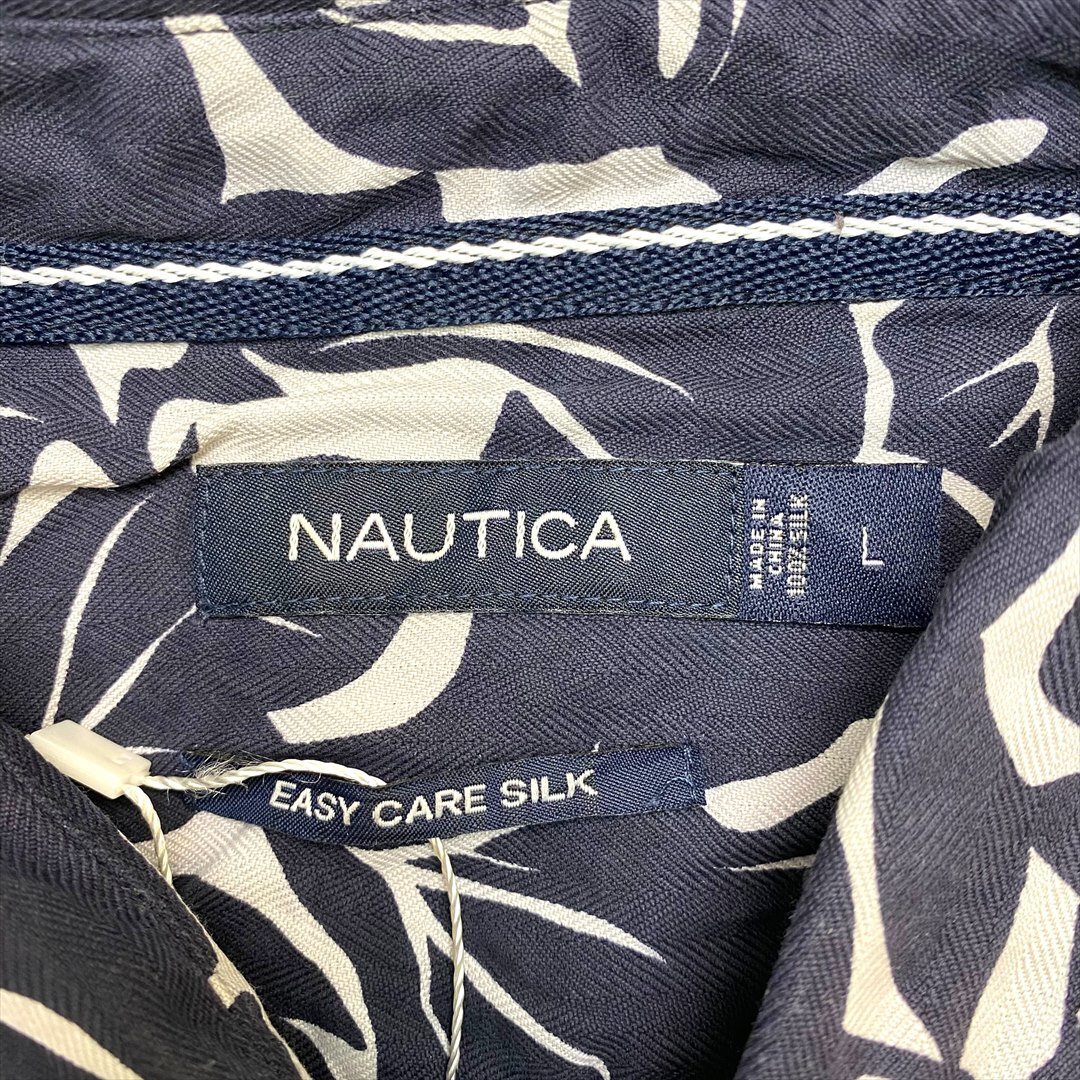 NAUTICA
MADE IN
CHINA
100% SILK
L
EASY CARE SILK